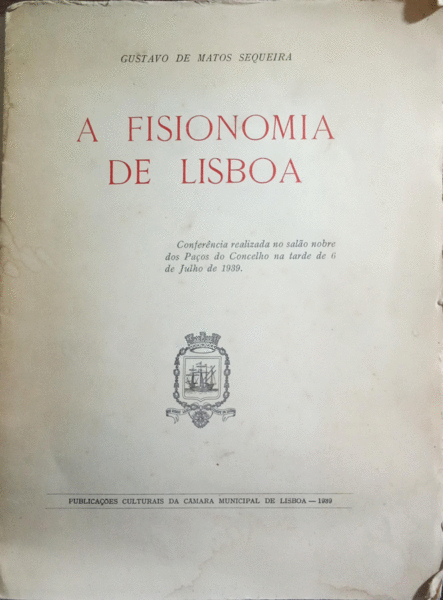 GUSTAVO DE MATOS SEQUEIRA
A FISIONOMIA
DE LISBOA
Conferência realizada no salão nobre
dos Paços do Concelho na tarde de 6
de Julho de 1939.
PUBLICAÇÕES CULTURAIS DA CÂMARA MUNICIPAL DE LISBOA — 1939